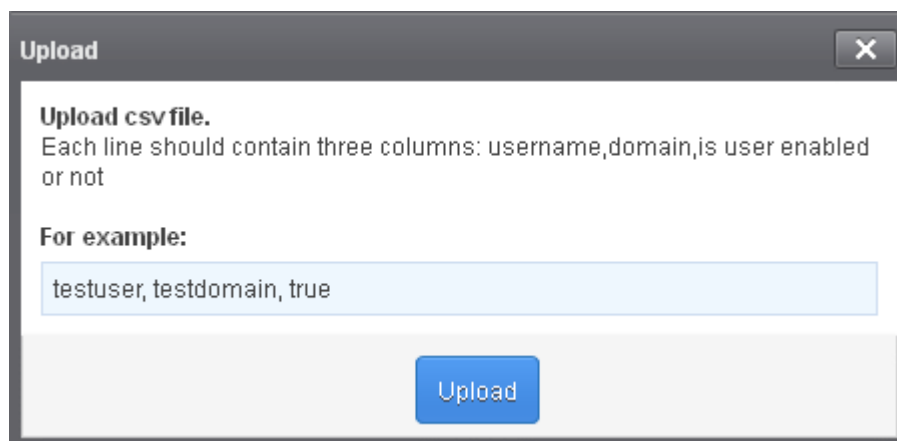 Upload
Upload csv file.
Each line should contain three columns: username,domain,is user enabled
or not
For example:
testuser, testdomain, true
Upload